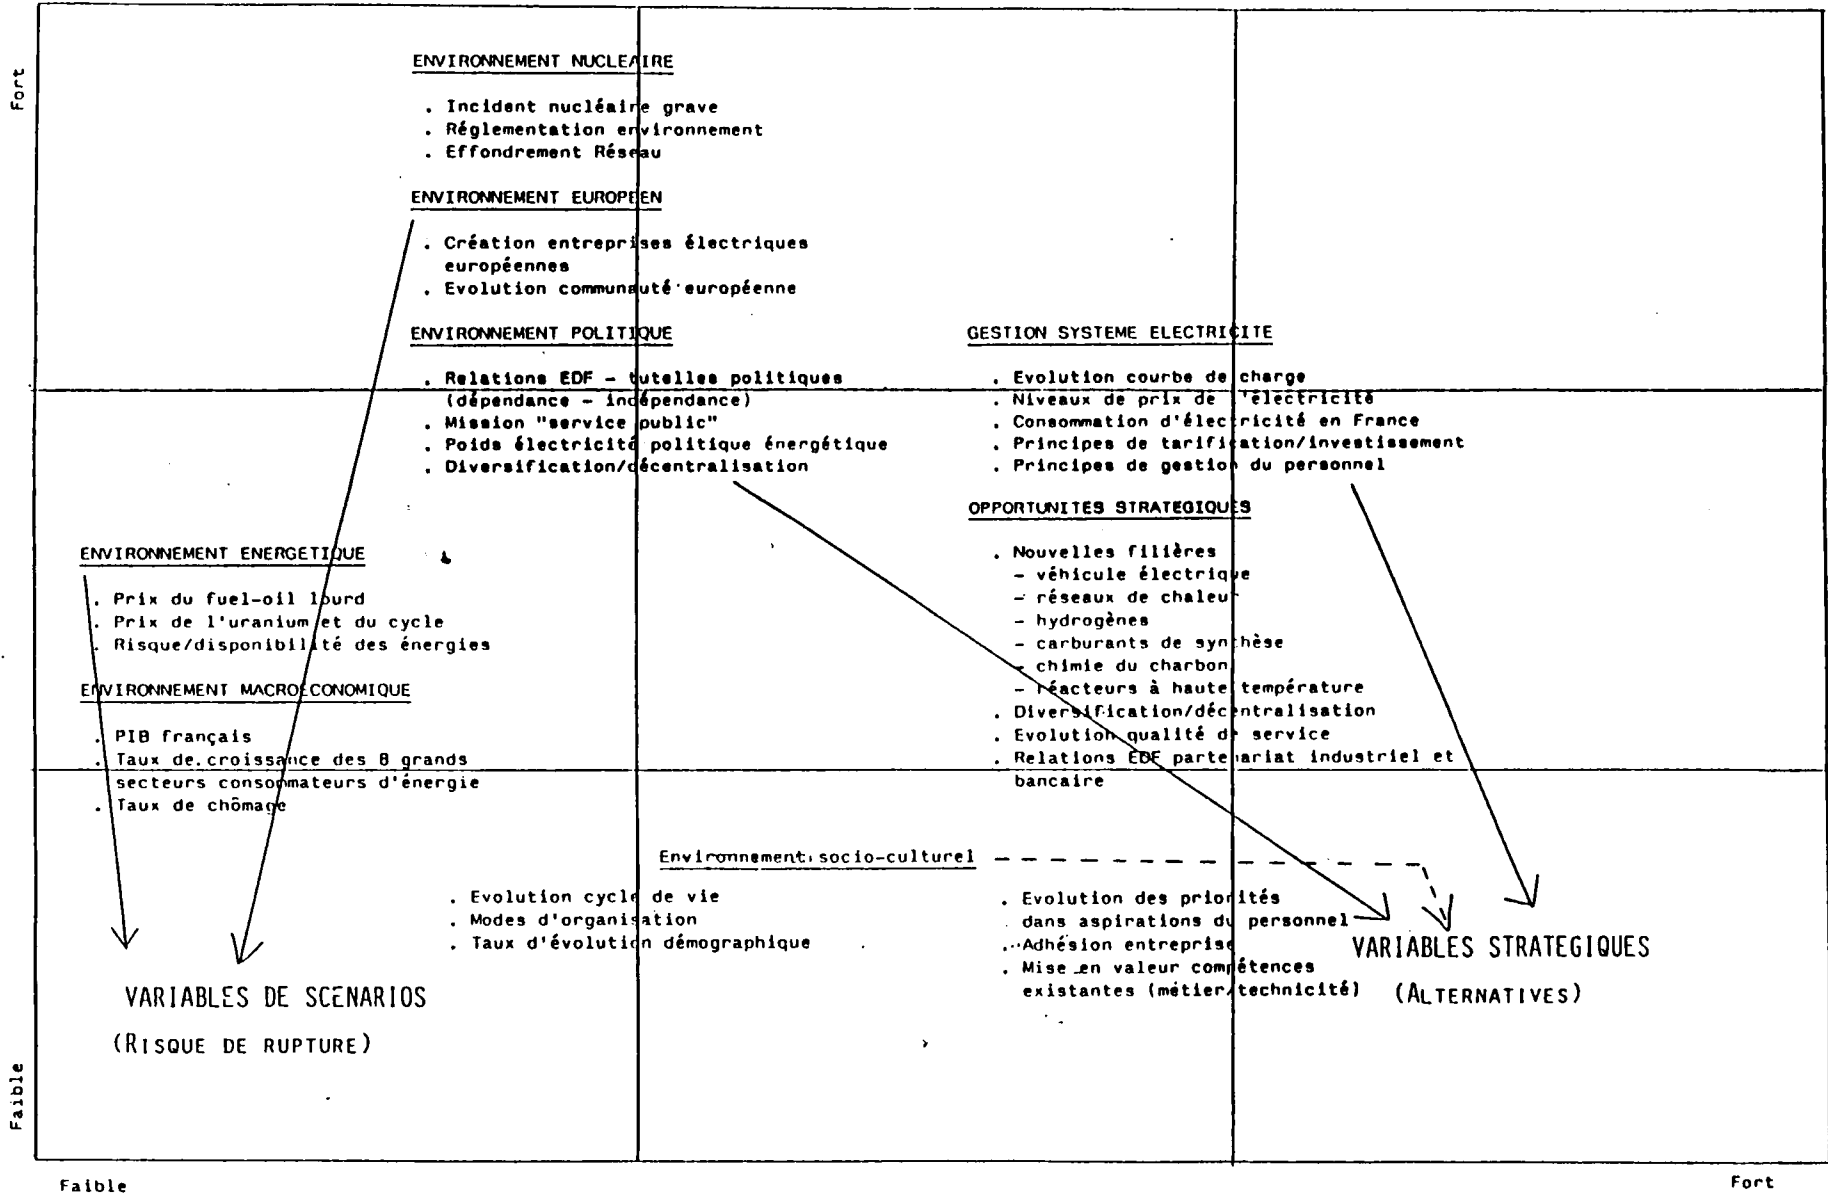 Fort
ENVIRONNEMENT NUCLEAIRE
. Incident nucléaire grave
. Réglementation environnement
. Effondrement Réseau
ENVIRONNEMENT EUROPEEN
. Création entreprises électriques
européennes
. Evolution communauté européenne
ENVIRONNEMENT POLITIQUE
. Relations EDF - tutelles politiques
(dépendance - indépendance)
. Mission "service public"
. Poids électricité politique énergétique
. Diversification/décentralisation
GESTION SYSTEME ELECTRICITE
. Evolution courbe de charge
. Niveaux de prix de l'électricité
. Consommation d'électricité en France
. Principes de tarification/investissement
. Principes de gestion du personnel
OPPORTUNITES STRATEGIQUES
. Nouvelles filières
- véhicule électrique
- réseaux de chaleur
- hydrogènes
- carburants de synthèse
- chimie du charbon
- réacteurs à haute température
. Diversification/décentralisation
. Evolution qualité de service
. Relations EDF partenariat industriel et
bancaire
ENVIRONNEMENT ENERGETIQUE
. Prix du fuel-oil lourd
. Prix de l'uranium et du cycle
. Risque/disponibilité des énergies
ENVIRONNEMENT MACROECONOMIQUE
. PIB français
. Taux de croissance des 8 grands
secteurs consommateurs d'énergie
. Taux de chômage
Environnement socio-culturel
. Evolution cycle de vie
. Modes d'organisation
. Taux d'évolution démographique
. Evolution des priorités
dans aspirations du personnel
. Adhésion entreprise
. Mise en valeur compétences
existantes (métier/technicité)
VARIABLES DE SCENARIOS
(RISQUE DE RUPTURE)
VARIABLES STRATEGIQUES
(ALTERNATIVES)
Faible
Faible
Fort